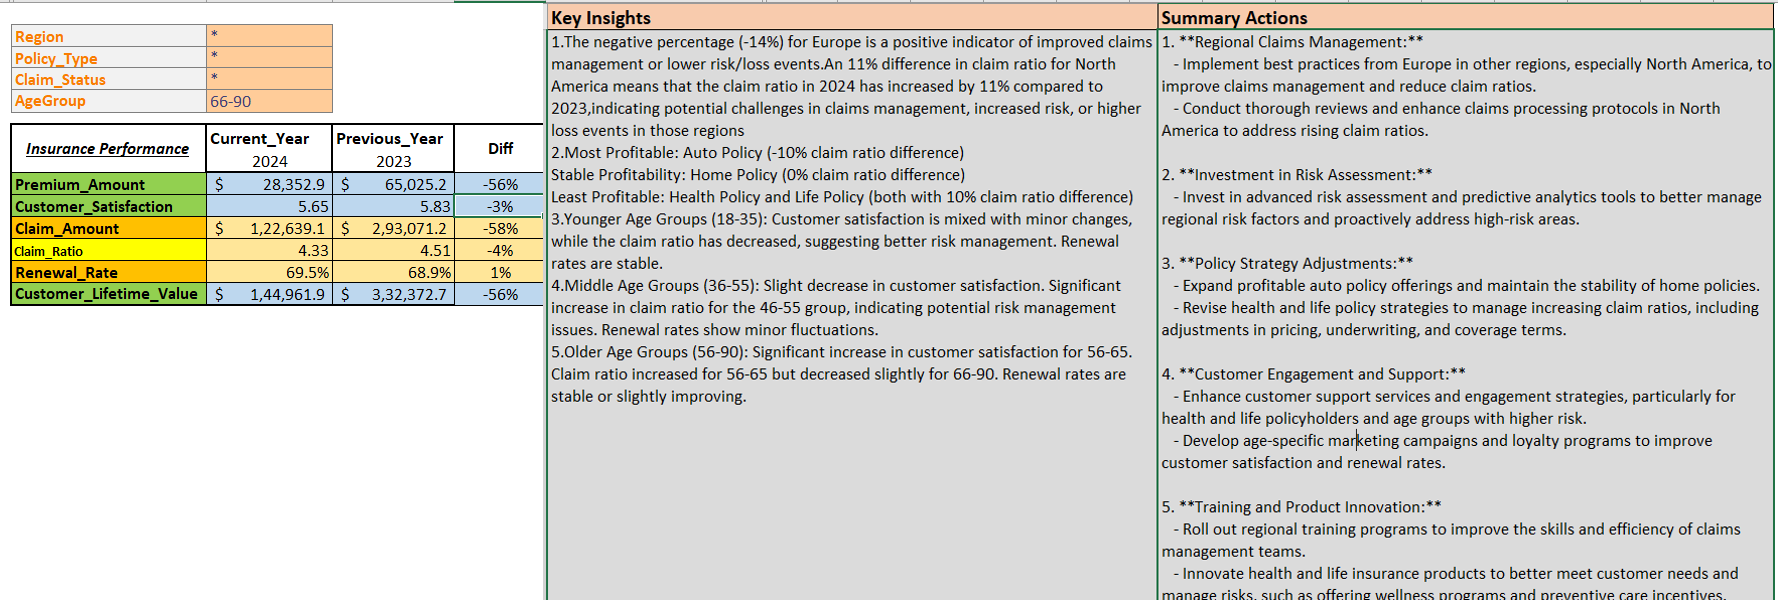 Region *
Policy_Type *
Claim_Status *
AgeGroup 66-90
Insurance Performance Current_Year 2024 Previous_Year 2023 Diff
Premium_Amount $ 28,352.9 $ 65,025.2 -56%
Customer_Satisfaction 5.65 5.83 -3%
Claim_Amount $ 1,22,639.1 $ 2,93,071.2 -58%
Claim_Ratio 4.33 4.51 -4%
Renewal_Rate 69.5% 68.9% 1%
Customer_Lifetime_Value $ 1,44,961.9 $ 3,32,372.7 -56%
Key Insights
1.The negative percentage (-14%) for Europe is a positive indicator of improved claims
management or lower risk/loss events.An 11% difference in claim ratio for North
America means that the claim ratio in 2024 has increased by 11% compared to
2023,indicating potential challenges in claims management, increased risk, or higher
loss events in those regions
2.Most Profitable: Auto Policy (-10% claim ratio difference)
Stable Profitability: Home Policy (0% claim ratio difference)
Least Profitable: Health Policy and Life Policy (both with 10% claim ratio difference)
3.Younger Age Groups (18-35): Customer satisfaction is mixed with minor changes,
while the claim ratio has decreased, suggesting better risk management. Renewal
rates are stable.
4.Middle Age Groups (36-55): Slight decrease in customer satisfaction. Significant
increase in claim ratio for the 46-55 group, indicating potential risk management
issues. Renewal rates show minor fluctuations.
5.Older Age Groups (56-90): Significant increase in customer satisfaction for 56-65.
Claim ratio increased for 56-65 but decreased slightly for 66-90. Renewal rates are
stable or slightly improving.
Summary Actions
1. **Regional Claims Management:**
- Implement best practices from Europe in other regions, especially North America, to
improve claims management and reduce claim ratios.
- Conduct thorough reviews and enhance claims processing protocols in North
America to address rising claim ratios.
2. **Investment in Risk Assessment:**
- Invest in advanced risk assessment and predictive analytics tools to better manage
regional risk factors and proactively address high-risk areas.
3. **Policy Strategy Adjustments:**
- Expand profitable auto policy offerings and maintain the stability of home policies.
- Revise health and life policy strategies to manage increasing claim ratios, including
adjustments in pricing, underwriting, and coverage terms.
4. **Customer Engagement and Support:**
- Enhance customer support services and engagement strategies, particularly for
health and life policyholders and age groups with higher risk.
- Develop age-specific marketing campaigns and loyalty programs to improve
customer satisfaction and renewal rates.
5. **Training and Product Innovation:**
- Roll out regional training programs to improve the skills and efficiency of claims
management teams.
- Innovate health and life insurance products to better meet customer needs and
manage risks, such as offering wellness programs and preventive care incentives.